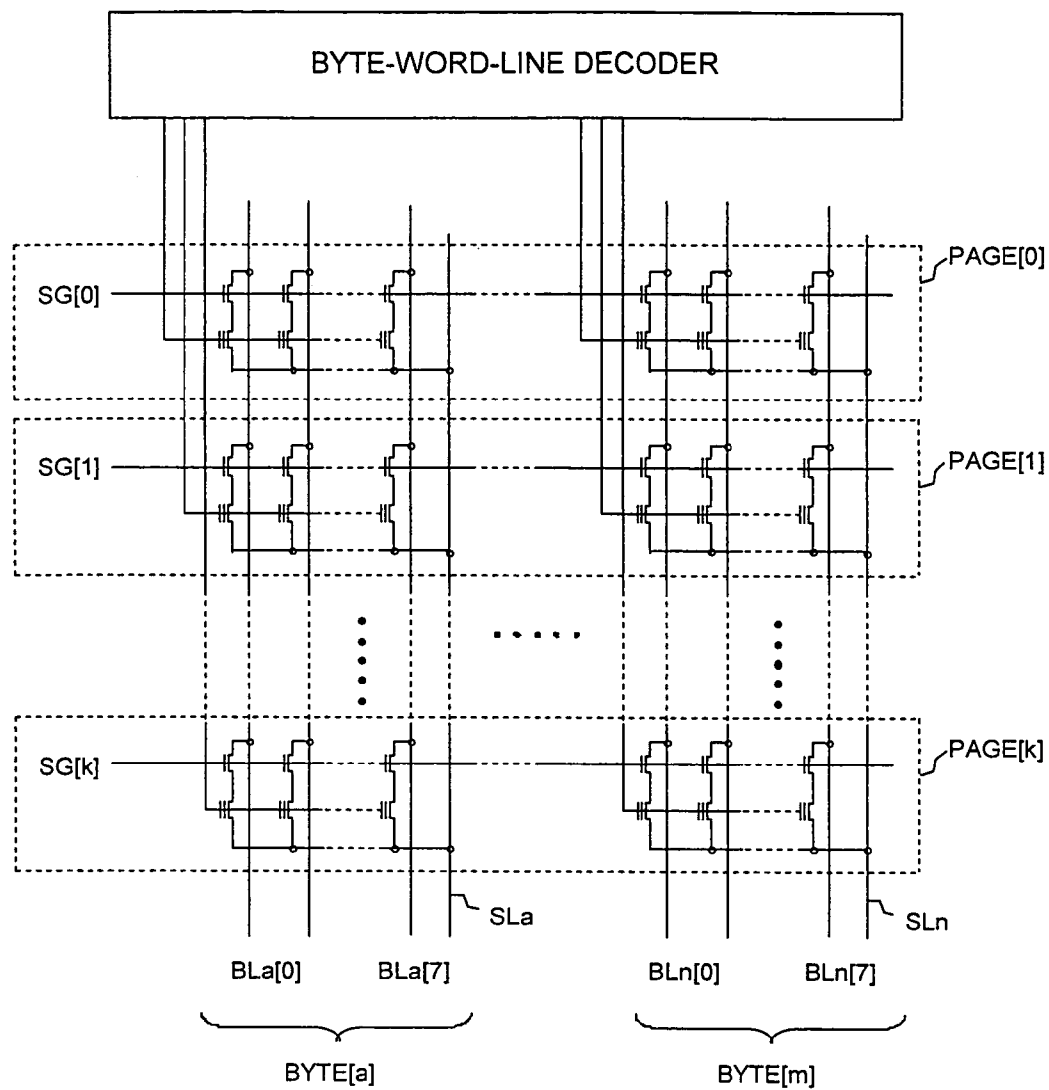 BYTE-WORD-LINE DECODER
PAGE[0]
SG[0]
SG[1]
PAGE[1]
SG[k]
PAGE[k]
SLa
SLn
BLa[0]
BLa[7]
BLn[0]
BLn[7]
BYTE[a]
BYTE[m]